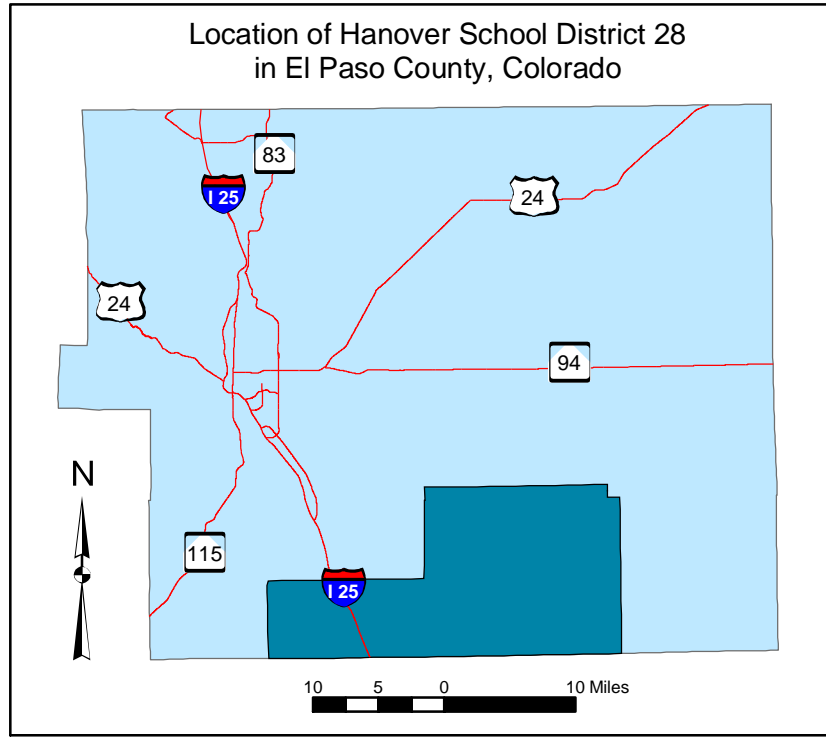 Location of Hanover School District 28
in El Paso County, Colorado
83
I 25
24
24
94
N
115
I 25
10 5 0 10 Miles